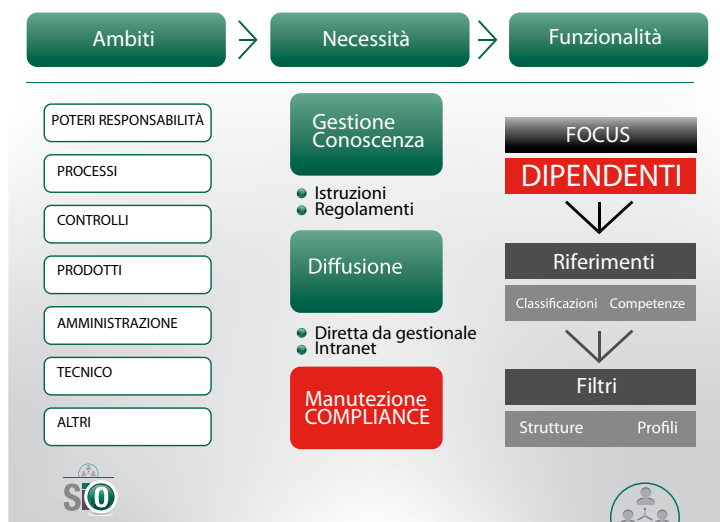 Ambiti
Necessità
Funzionalità
POTERI RESPONSABILITÀ
PROCESSI
CONTROLLI
PRODOTTI
AMMINISTRAZIONE
TECNICO
ALTRI
Gestione
Conoscenza
Istruzioni
Regolamenti
Diffusione
Diretta da gestionale
Intranet
Manutezione
COMPLIANCE
FOCUS
DIPENDENTI
Riferimenti
Classificazioni Competenze
Filtri
Strutture Profili
SiO